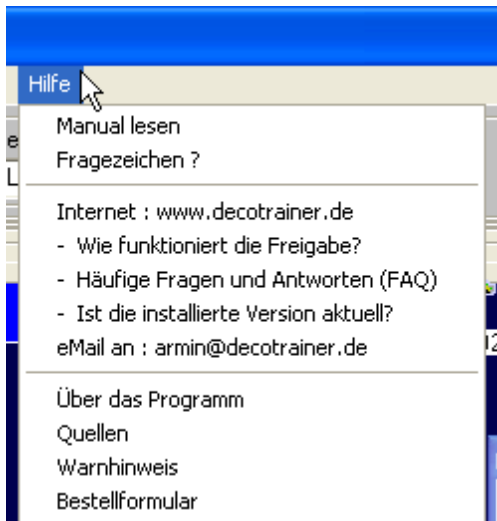 Hilfe
Manual lesen
Fragezeichen ?
Internet : www.decotrainer.de
- Wie funktioniert die Freigabe?
- Häufige Fragen und Antworten (FAQ)
- Ist die installierte Version aktuell?
eMail an : armin@decotrainer.de
Über das Programm
Quellen
Warnhinweis
Bestellformular